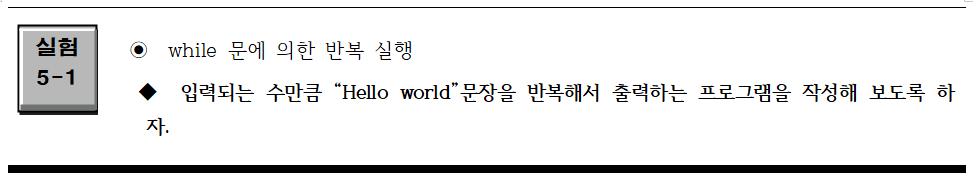 실험
5-1
◉ while 문에 의한 반복 실행
◆ 입력되는 수만큼 “Hello world”문장을 반복해서 출력하는 프로그램을 작성해 보도록 하
자.